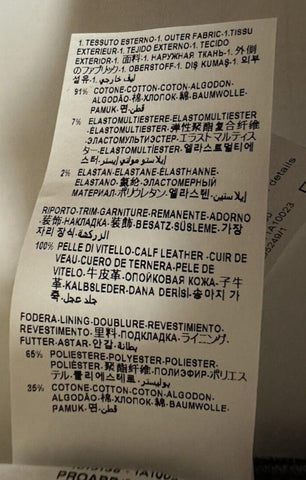 1. TESSUTO ESTERNO-1. OUTER FABRIC-1.TISSU
EXTERIEUR-1.TEJIDO EXTERNO-1. TECIDO
EXTERIOR-1. 面料-1. НАРУЖНАЯ ТКАНЬ-1. 外側
のファブリック-1. OBERSTOFF-1. DIŞ KUMAŞ-1. 외부
섬유-1. ليف خارجي
91% COTONE-COTTON-COTON-ALGODON-
ALGODÃO-棉-ХЛОПОК-綿-BAUMWOLLE-
PAMUK-면-قطن
7% ELASTOMULTIESTERE-ELASTOMULTIESTER-
ELASTOMULTIESTER-弹性聚酯复合纤维
-ЭЛАСТОМУЛЬТИЭСТЕР-エラストマルティエス
ター-ELASTOMULTIESTER-엘라스토멀티에
스터-إيلاستو مولتي إيستر
2% ELASTAN-ELASTANE-ELASTHANNE-
ELASTANO-氨纶-ЭЛАСТОМЕРНЫЙ
МАТЕРИАЛ-ポリウレタン-ELASTAN-엘라스텐-إيلاستين
RIPORTO-TRIM-GARNITURE-REMANENTE-ADORNO
-装饰-НАКЛАДКА-装飾-BESATZ-SÜSLEME-가장
자리 장식-زركشة
100% PELLE DI VITELLO-CALF LEATHER -CUIR DE
VEAU-CUERO DE TERNERA-PELE DE
VITELO-牛皮革-ОПОЙКОВАЯ КОЖА-子牛
革-KALBSLEDER-DANA DERİSİ-송아지 가
죽-جلد عجل
FODERA-LINING-DOUBLURE-REVESTIMIENTO
REVESTIMENTO-里料-ПОДКЛАДКА-ライニング-
FUTTER-ASTAR-안감-بطانة
65% POLIESTERE-POLYESTER-POLYESTER-
POLIÉSTER-聚酯纤维-ПОЛИЭФИР-ポリエス
テル-폴리에스테르-بوليستر
35% COTONE-COTTON-COTON-ALGODON-
ALGODÃO-棉-ХЛОПОК-綿-BAUMWOLLE-
PAMUK-면-قطن
details
1A10023